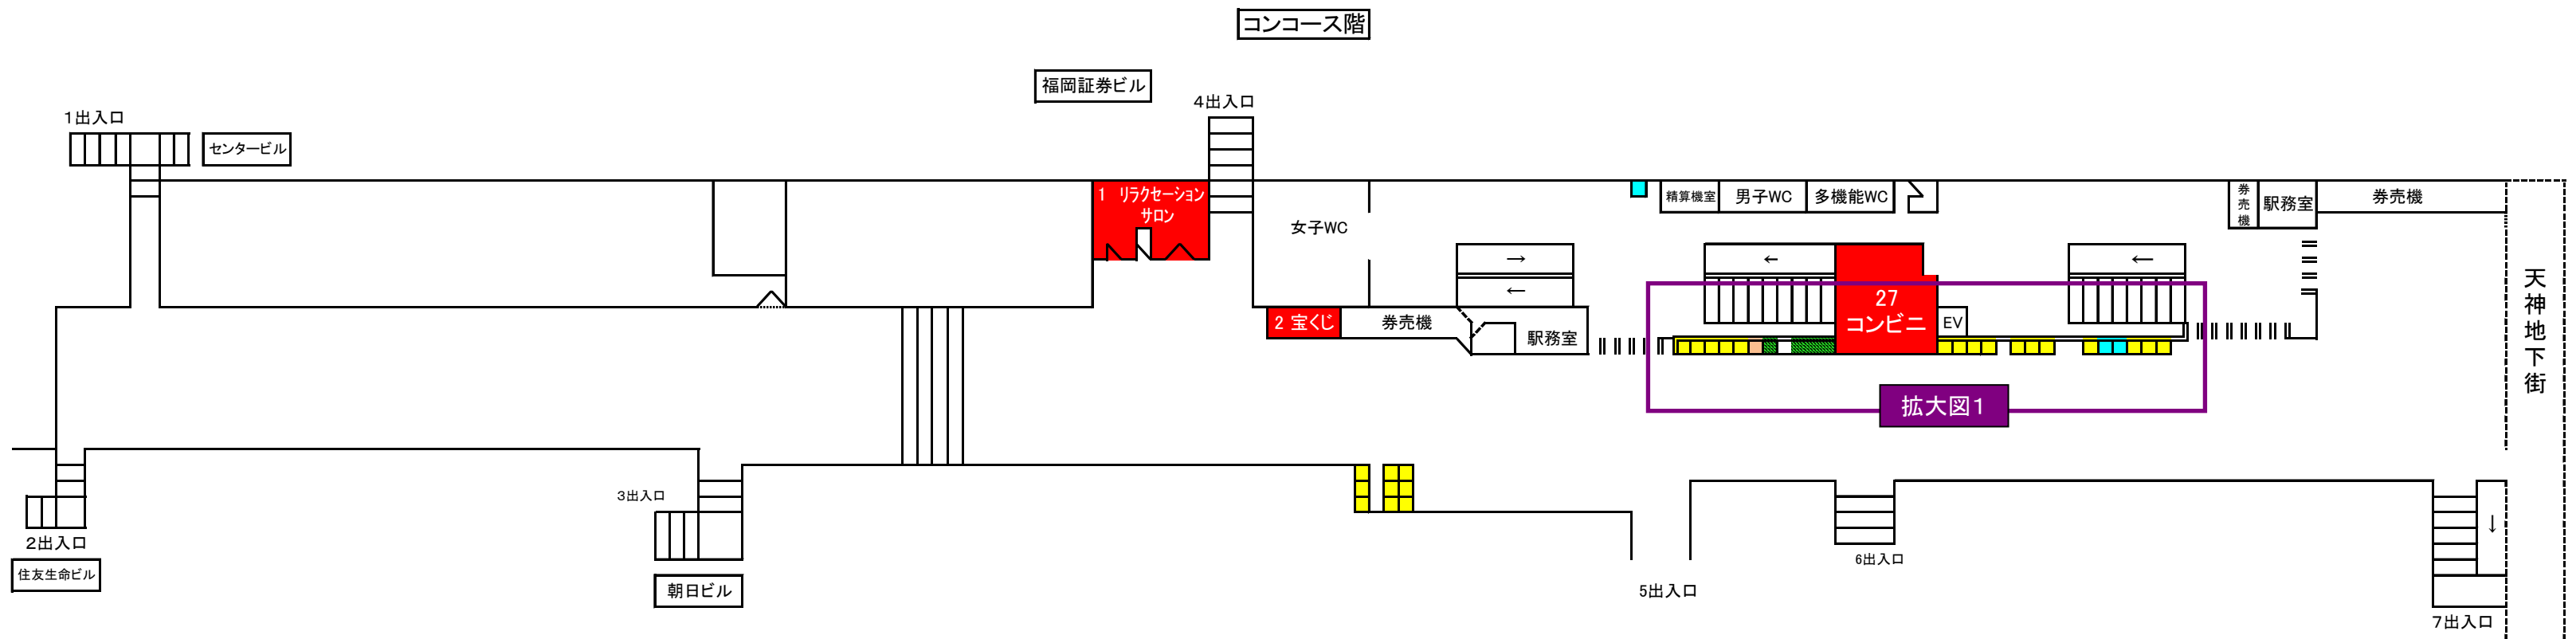 コンコース階
福岡証券ビル
4出入口
1出入口
センタービル
1 リラクセーション
サロン
女子WC
精算機室
男子WC
多機能WC
券売機
駅務室
券売機
→
←
←
←
27
コンビニ
EV
2 宝くじ
券売機
駅務室
天神地下街
拡大図1
3出入口
2出入口
住友生命ビル
朝日ビル
5出入口
6出入口
↓
7出入口